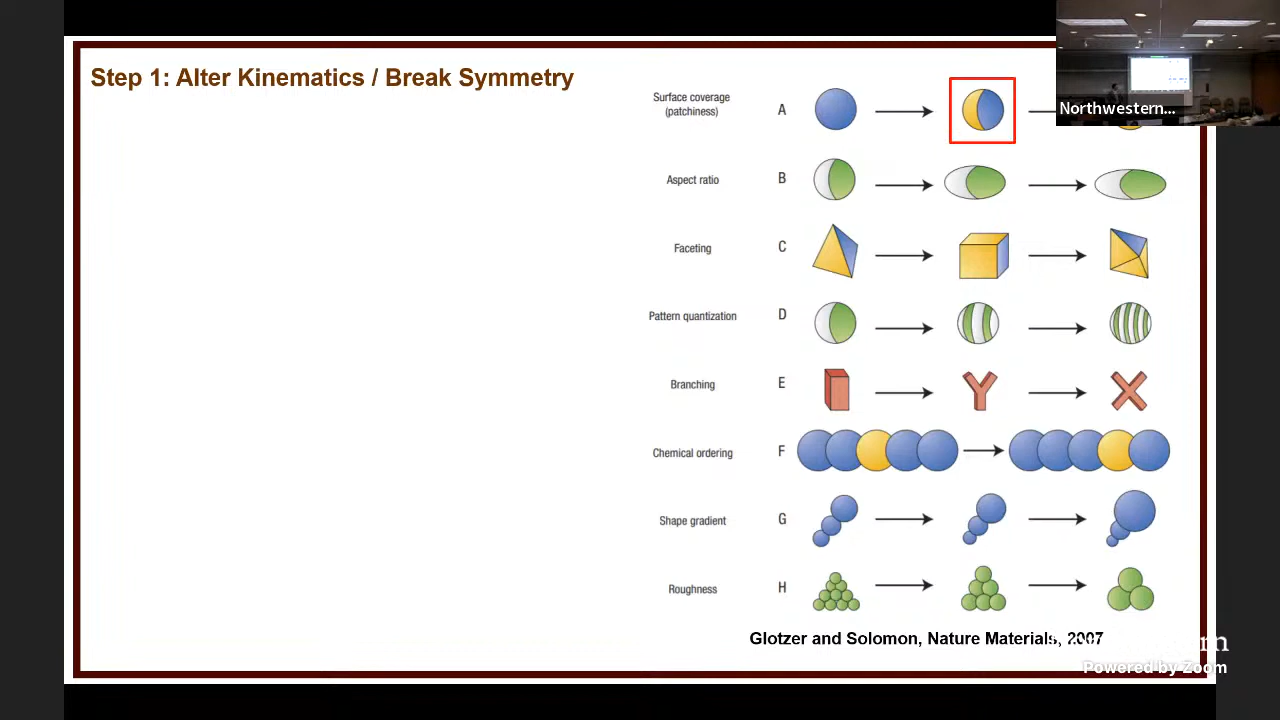 Step 1: Alter Kinematics / Break Symmetry
Surface coverage
(patchiness)
A
Northwestern...
Aspect ratio
B
Faceting
C
Pattern quantization
D
Branching
E
Chemical ordering
F
Shape gradient
G
Roughness
H
Glotzer and Solomon, Nature Materials, 2007
Powered by Zoom